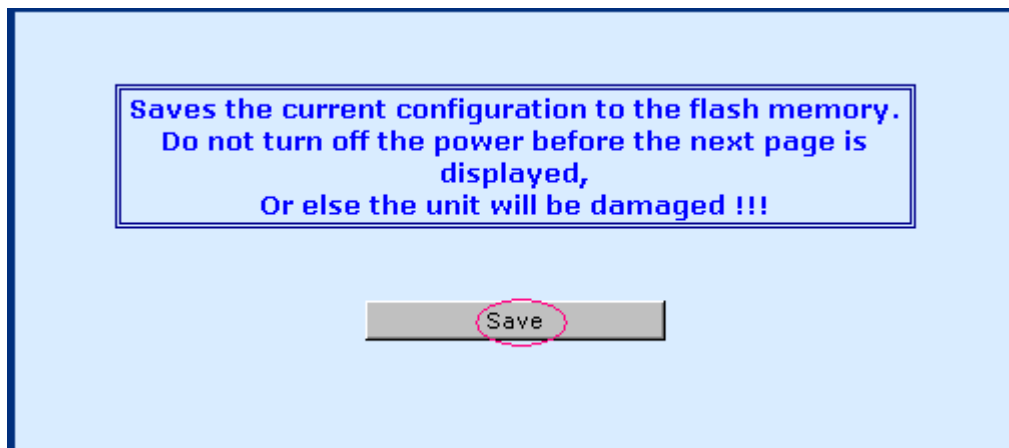 Saves the current configuration to the flash memory.
Do not turn off the power before the next page is
displayed,
Or else the unit will be damaged !!!
Save